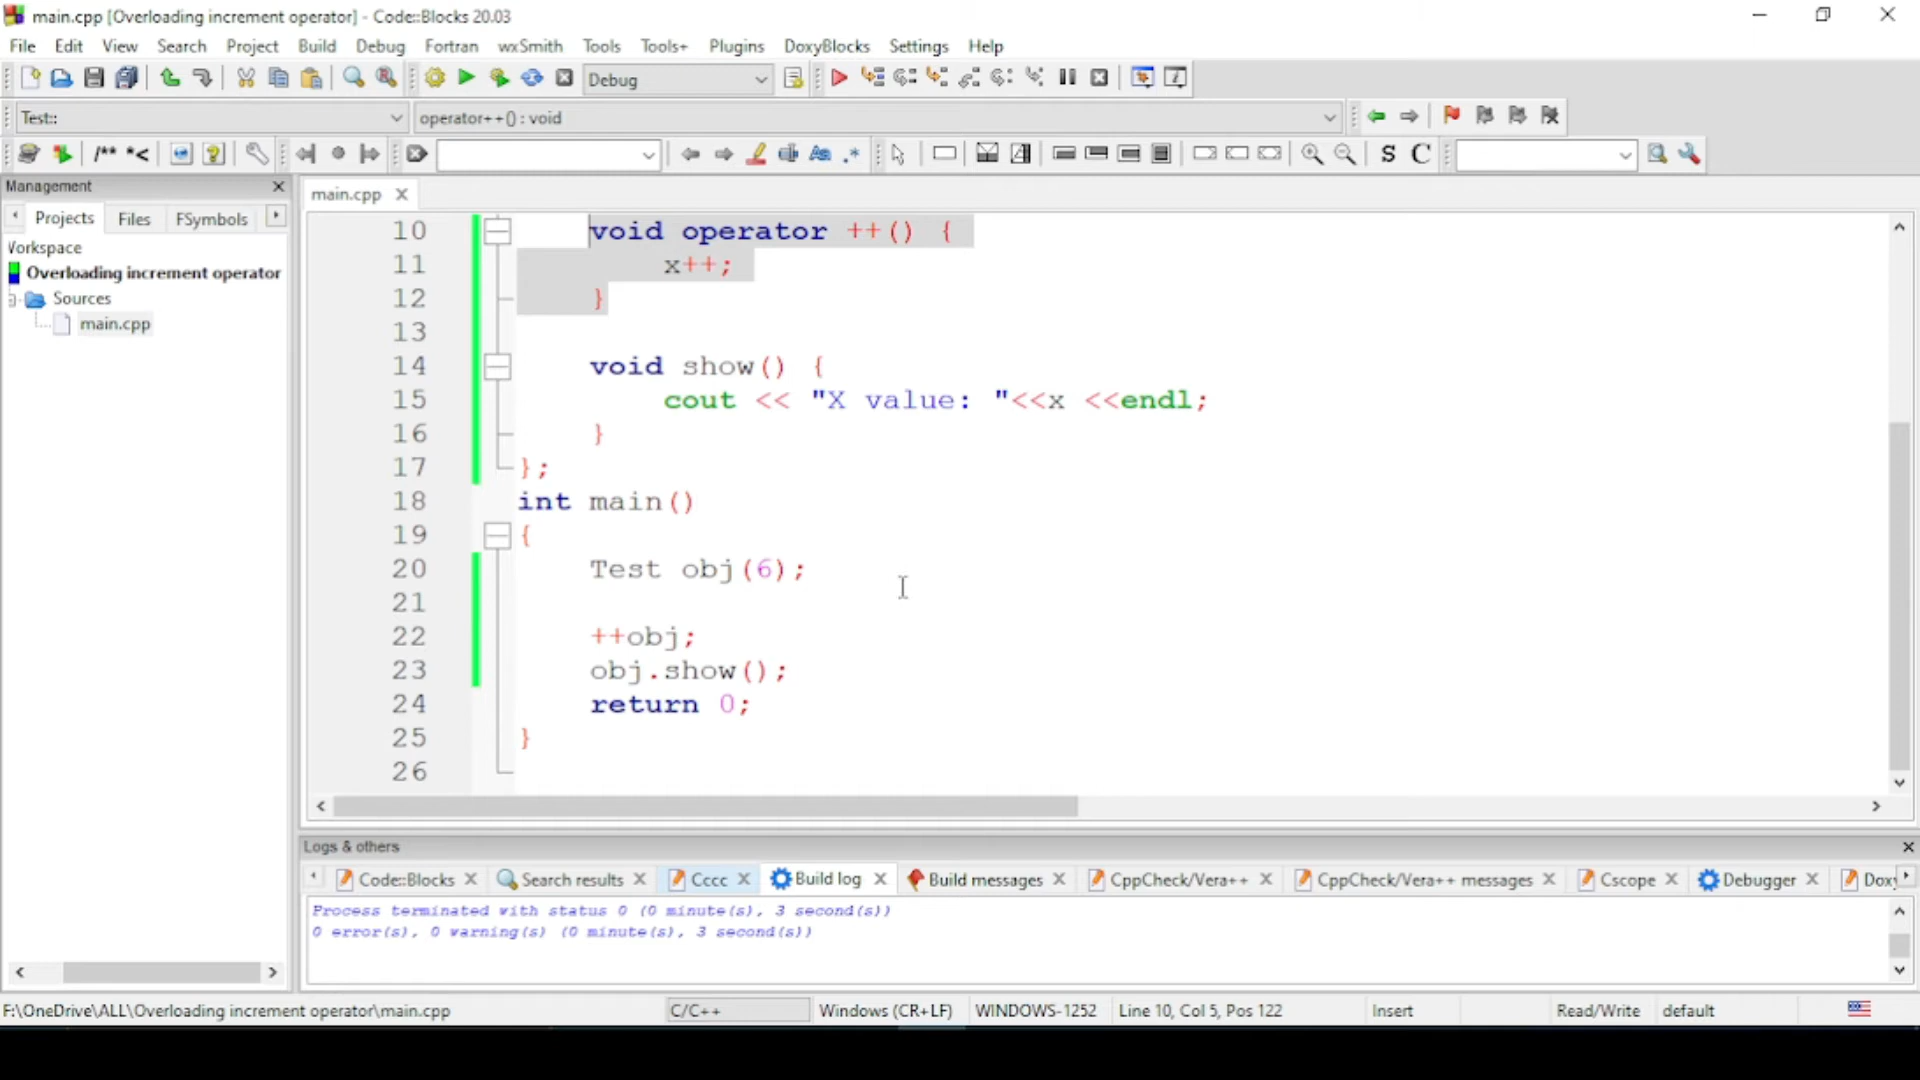 main.cpp [Overloading increment operator] - Code::Blocks 20.03
File Edit View Search Project Build Debug Fortran wxSmith Tools Tools+ Plugins DoxyBlocks Settings Help
Debug
Test:: operator++() : void
/** *< Aa .* S C
Management
main.cpp
Projects Files FSymbols
Vorkspace
Overloading increment operator
Sources
main.cpp
10 void operator ++() {
11 x++;
12 }
13
14 void show() {
15 cout << "X value: "<<x <<endl;
16 }
17 };
18 int main()
19 {
20 Test obj(6);
21
22 ++obj;
23 obj.show();
24 return 0;
25 }
26
Logs & others
Code::Blocks Search results Cccc Build log Build messages CppCheck/Vera++ CppCheck/Vera++ messages Cscope Debugger Doxy
Process terminated with status 0 (0 minute(s), 3 second(s))
0 error(s), 0 warning(s) (0 minute(s), 3 second(s))
F:\OneDrive\ALL\Overloading increment operator\main.cpp C/C++ Windows (CR+LF) WINDOWS-1252 Line 10, Col 5, Pos 122 Insert Read/Write default